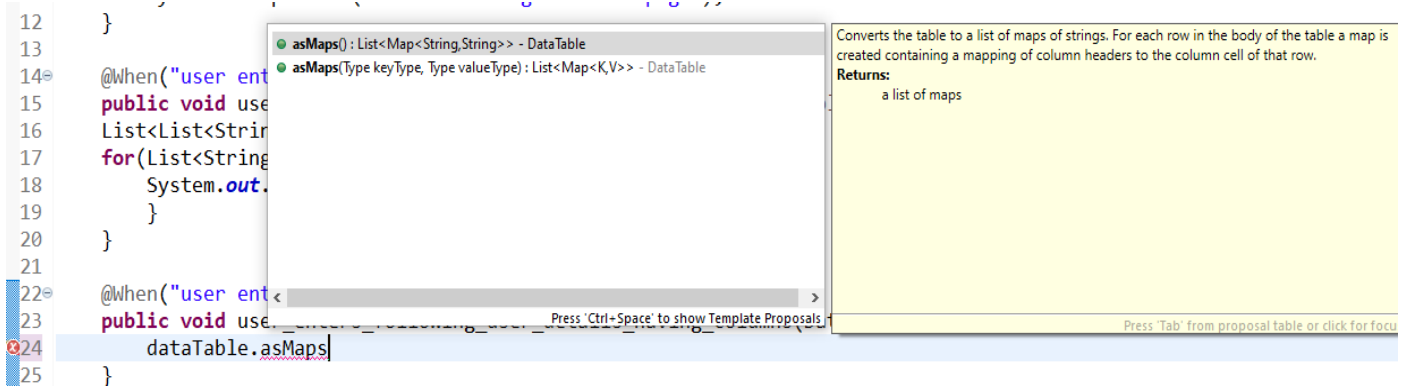 12 }
13
14 @When("user ent
15 public void use
16 List<List<Strin
17 for(List<String
18 System.out.
19 }
20 }
21
22 @When("user ent
23 public void user_enters_following_user_details_having_columns(Dat
24 dataTable.asMaps
25 }
asMaps() : List<Map<String,String>> - DataTable
asMaps(Type keyType, Type valueType) : List<Map<K,V>> - DataTable
Press 'Ctrl+Space' to show Template Proposals
Converts the table to a list of maps of strings. For each row in the body of the table a map is
created containing a mapping of column headers to the column cell of that row.
Returns:
a list of maps
Press 'Tab' from proposal table or click for focu